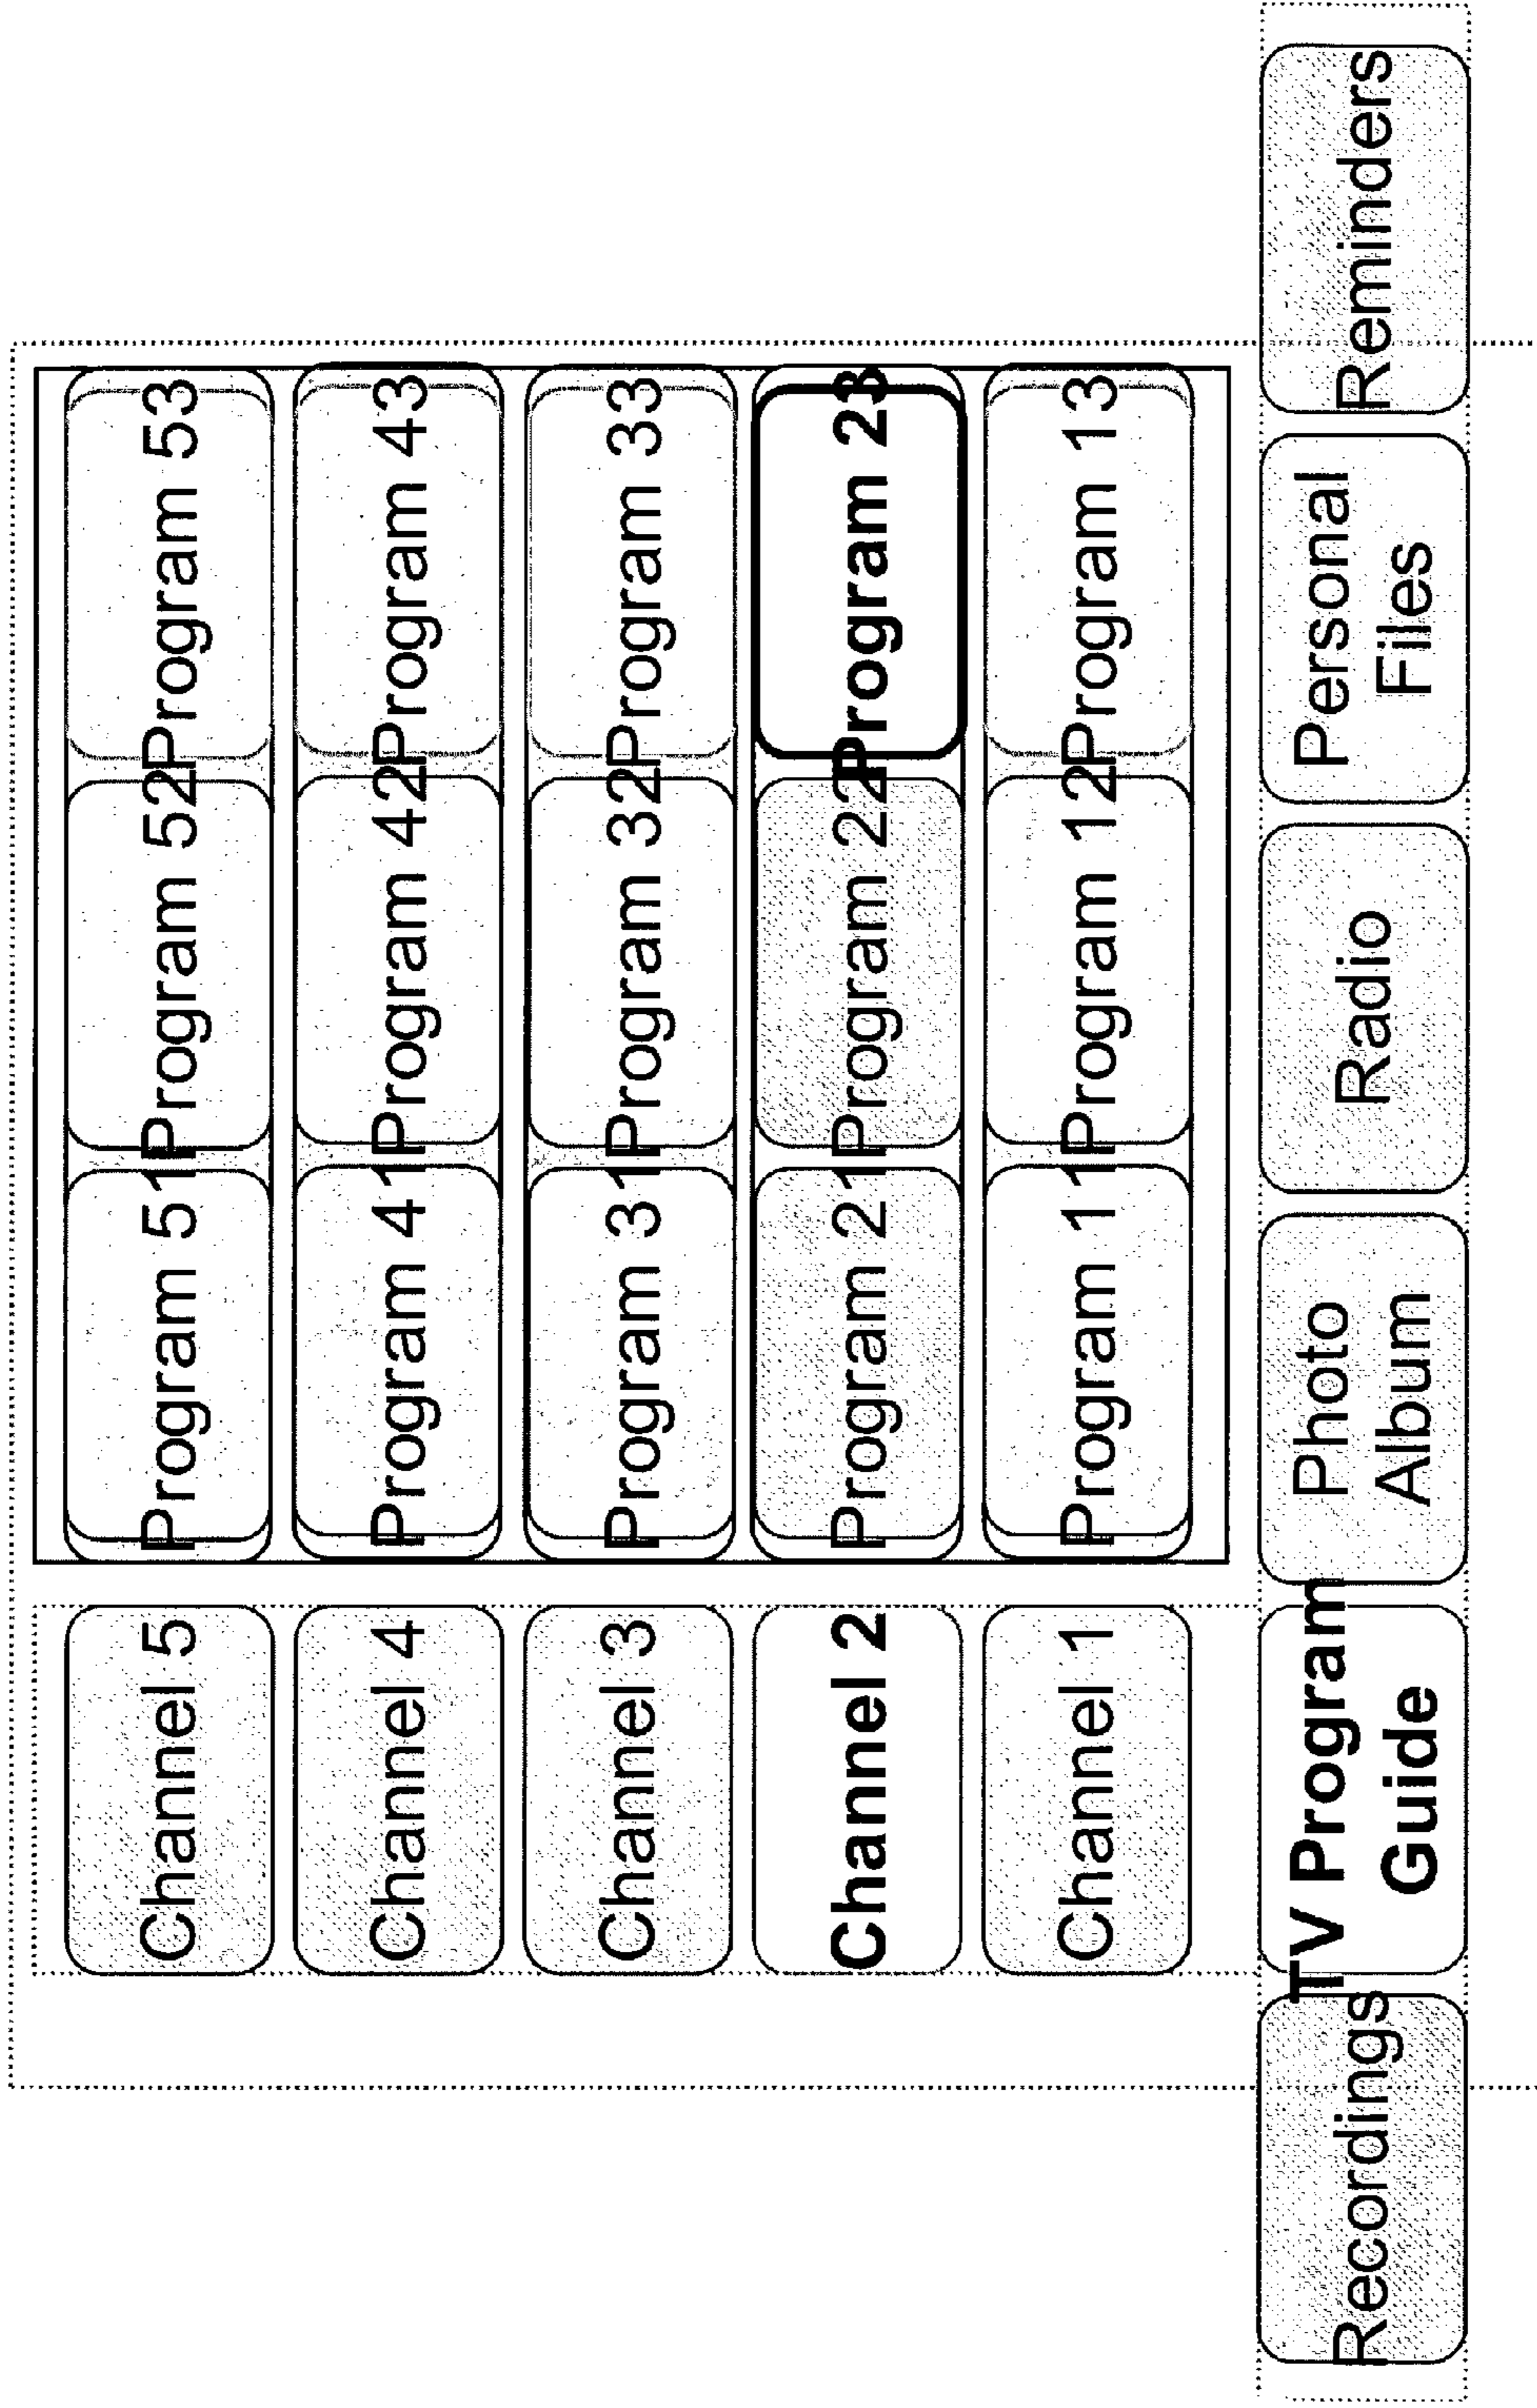 Channel 5 Program 51 Program 52 Program 53
Channel 4 Program 41 Program 42 Program 43
Channel 3 Program 31 Program 32 Program 33
Channel 2 Program 21 Program 22 Program 23
Channel 1 Program 11 Program 12 Program 13
Recordings
TV Program
Guide
Photo
Album
Radio
Personal
Files
Reminders